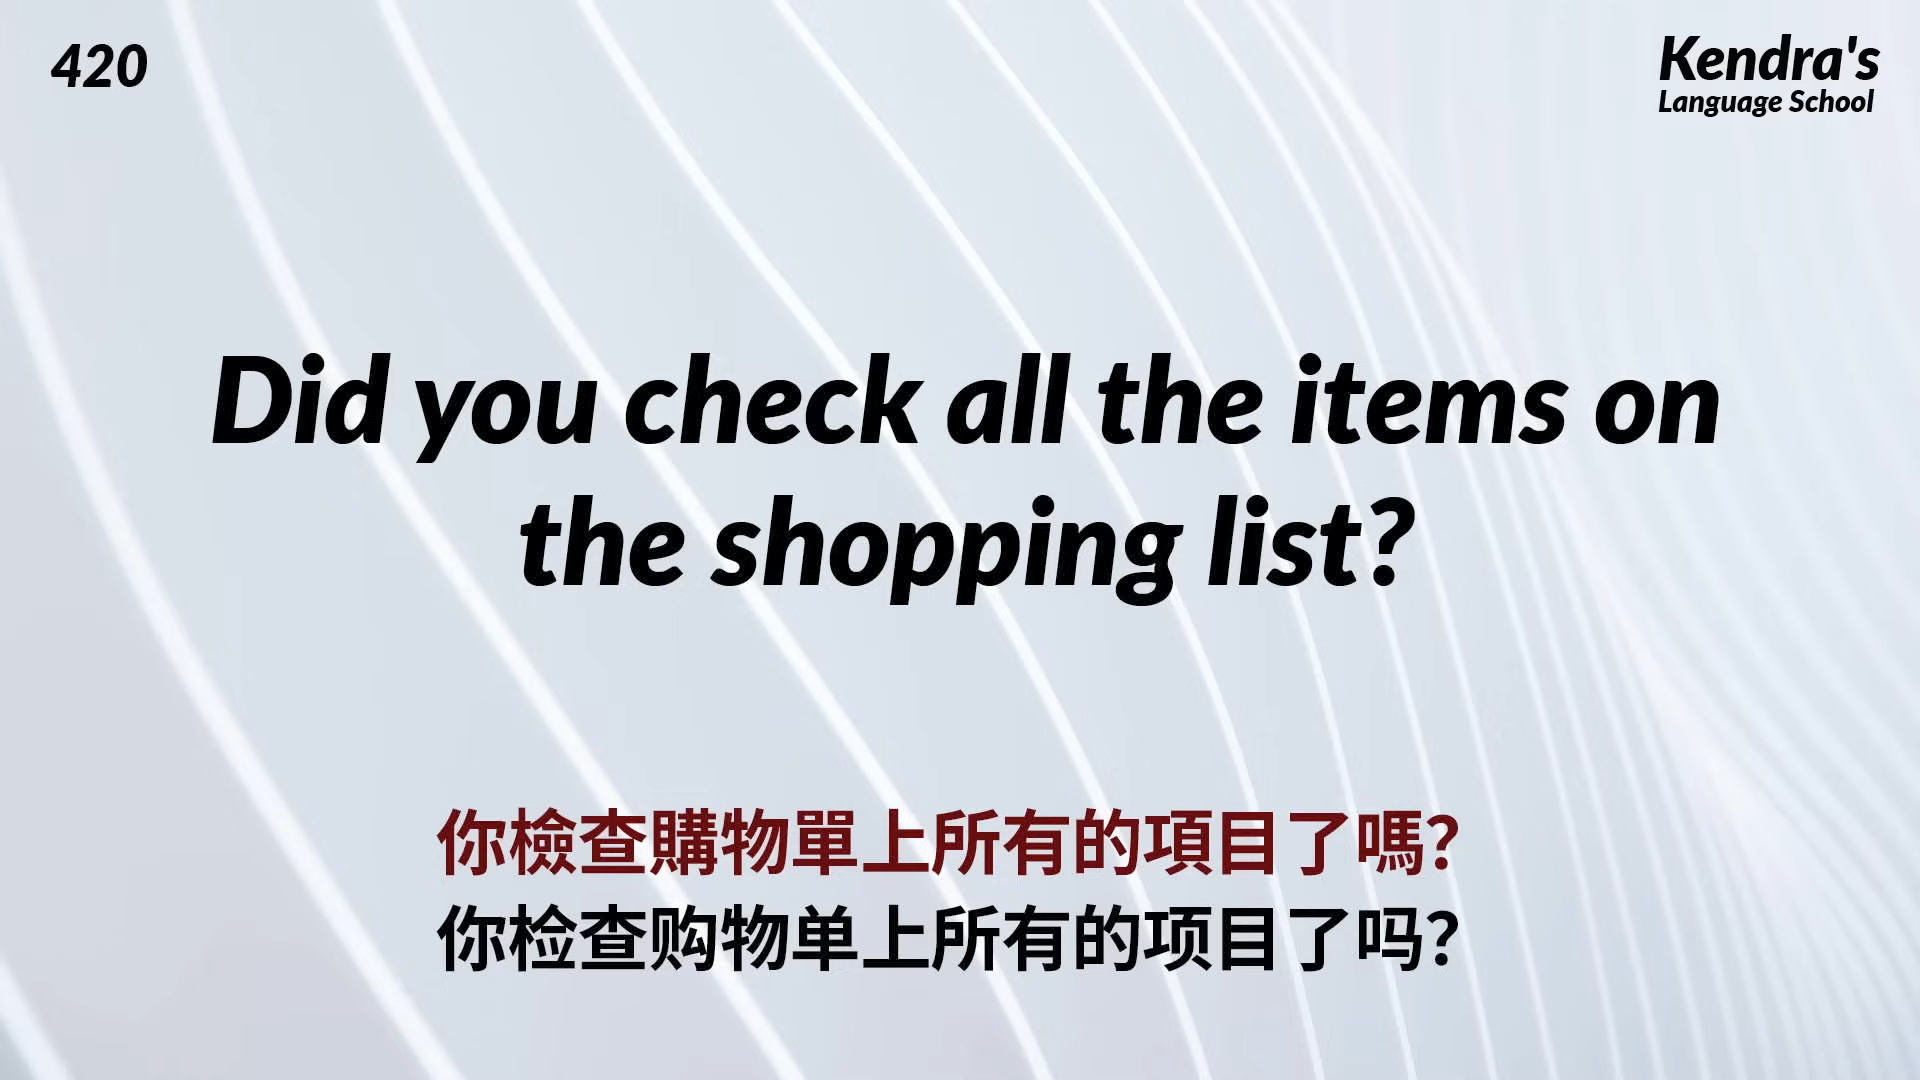 420
Kendra's
Language School
Did you check all the items on
the shopping list?
你檢查購物單上所有的項目了嗎?
你检查购物单上所有的项目了吗?